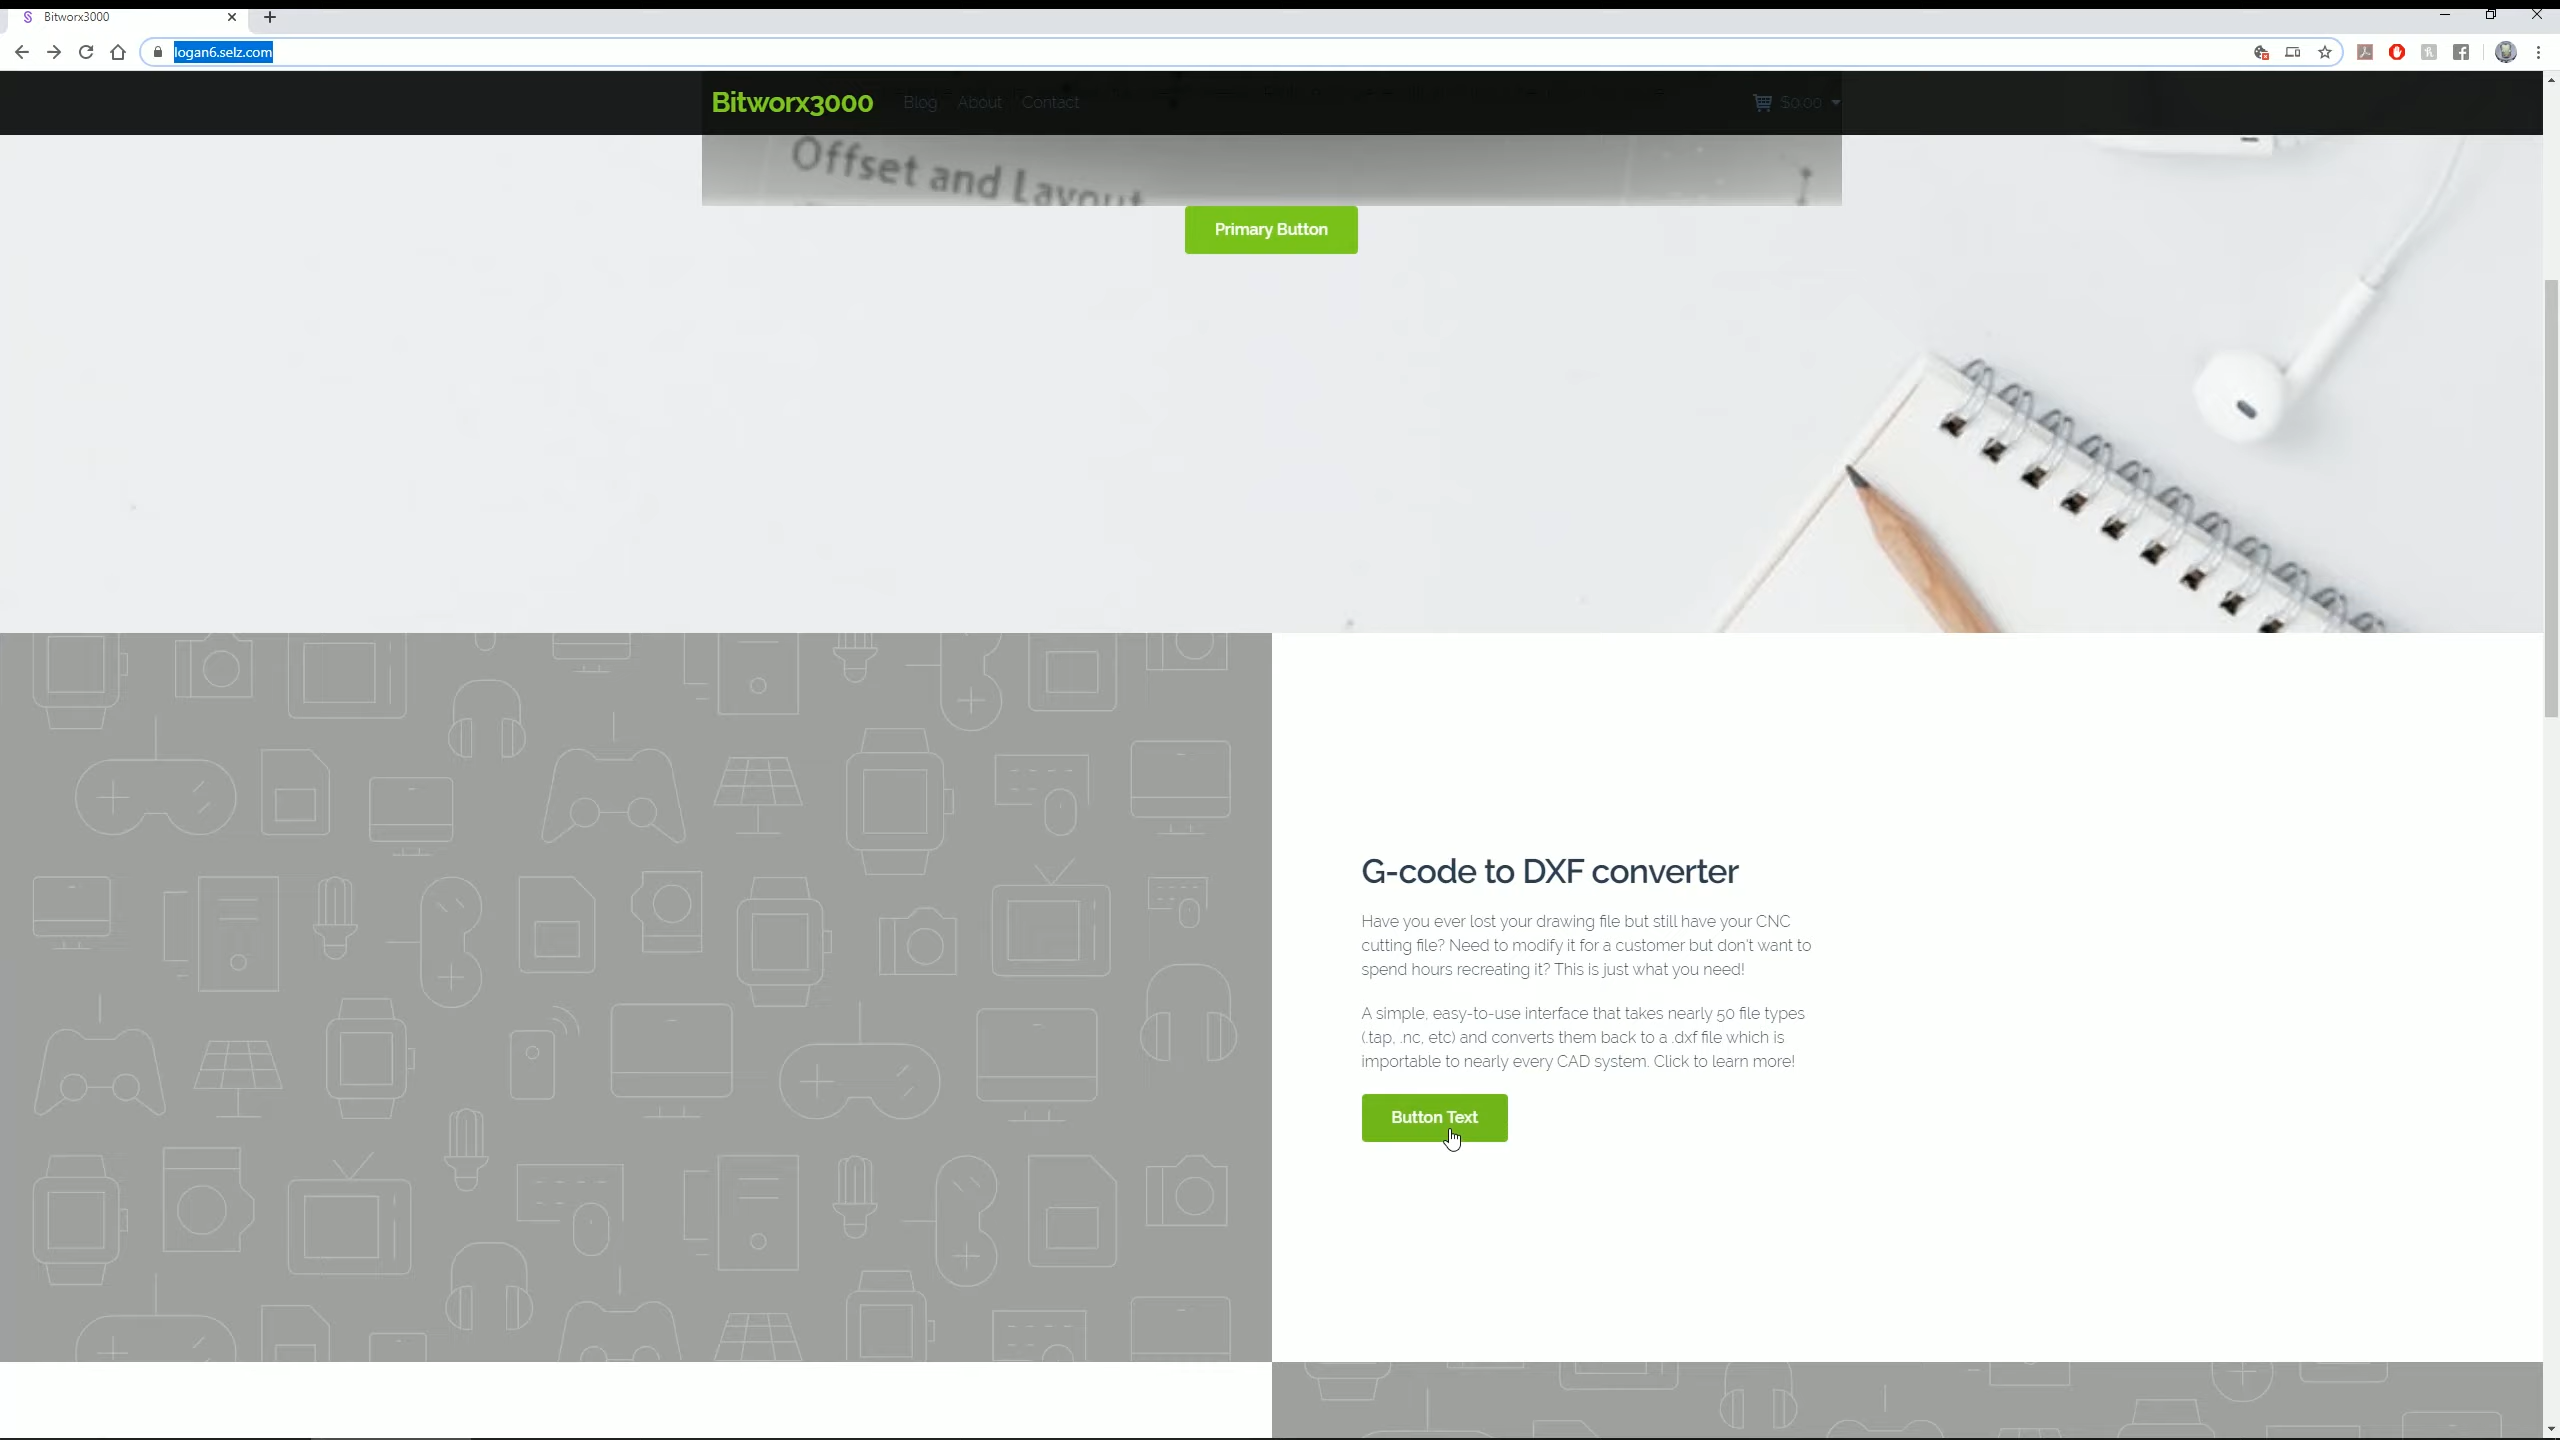 Bitworx3000
logan6.selz.com
Bitworx3000 Blog About Contact $0.00
Offset and Layout
Primary Button
G-code to DXF converter
Have you ever lost your drawing file but still have your CNC
cutting file? Need to modify it for a customer but don't want to
spend hours recreating it? This is just what you need!
A simple, easy-to-use interface that takes nearly 50 file types
(.tap, .nc, etc) and converts them back to a .dxf file which is
importable to nearly every CAD system. Click to learn more!
Button Text